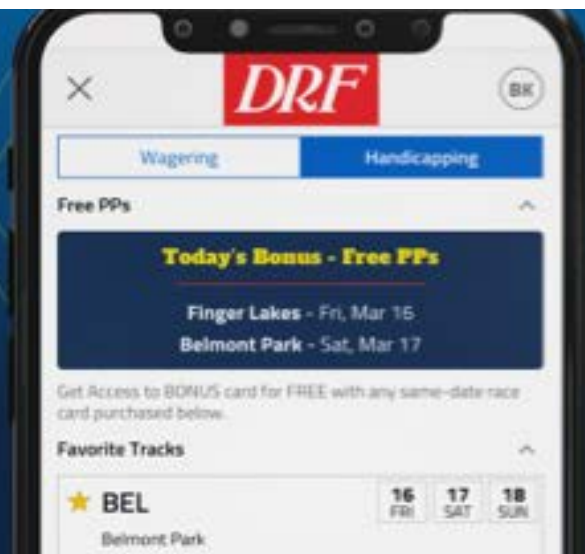 DRF
BK
Wagering
Handicapping
Free PPs
Today's Bonus - Free PPs
Finger Lakes - Fri, Mar 16
Belmont Park - Sat, Mar 17
Get Access to BONUS card for FREE with any same-date race
card purchased below.
Favorite Tracks
BEL
16 17 18
FRI SAT SUN
Belmont Park